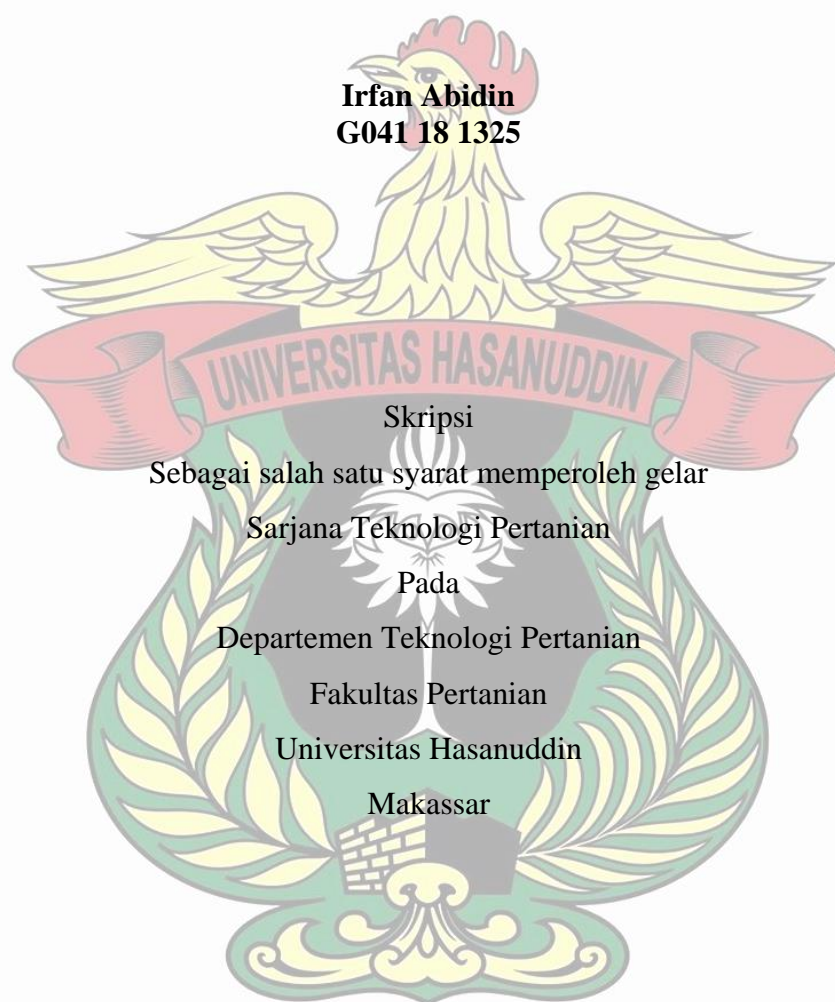 Irfan Abidin
G041 18 1325
UNIVERSITAS HASANUDDIN
Skripsi
Sebagai salah satu syarat memperoleh gelar
Sarjana Teknologi Pertanian
Pada
Departemen Teknologi Pertanian
Fakultas Pertanian
Universitas Hasanuddin
Makassar